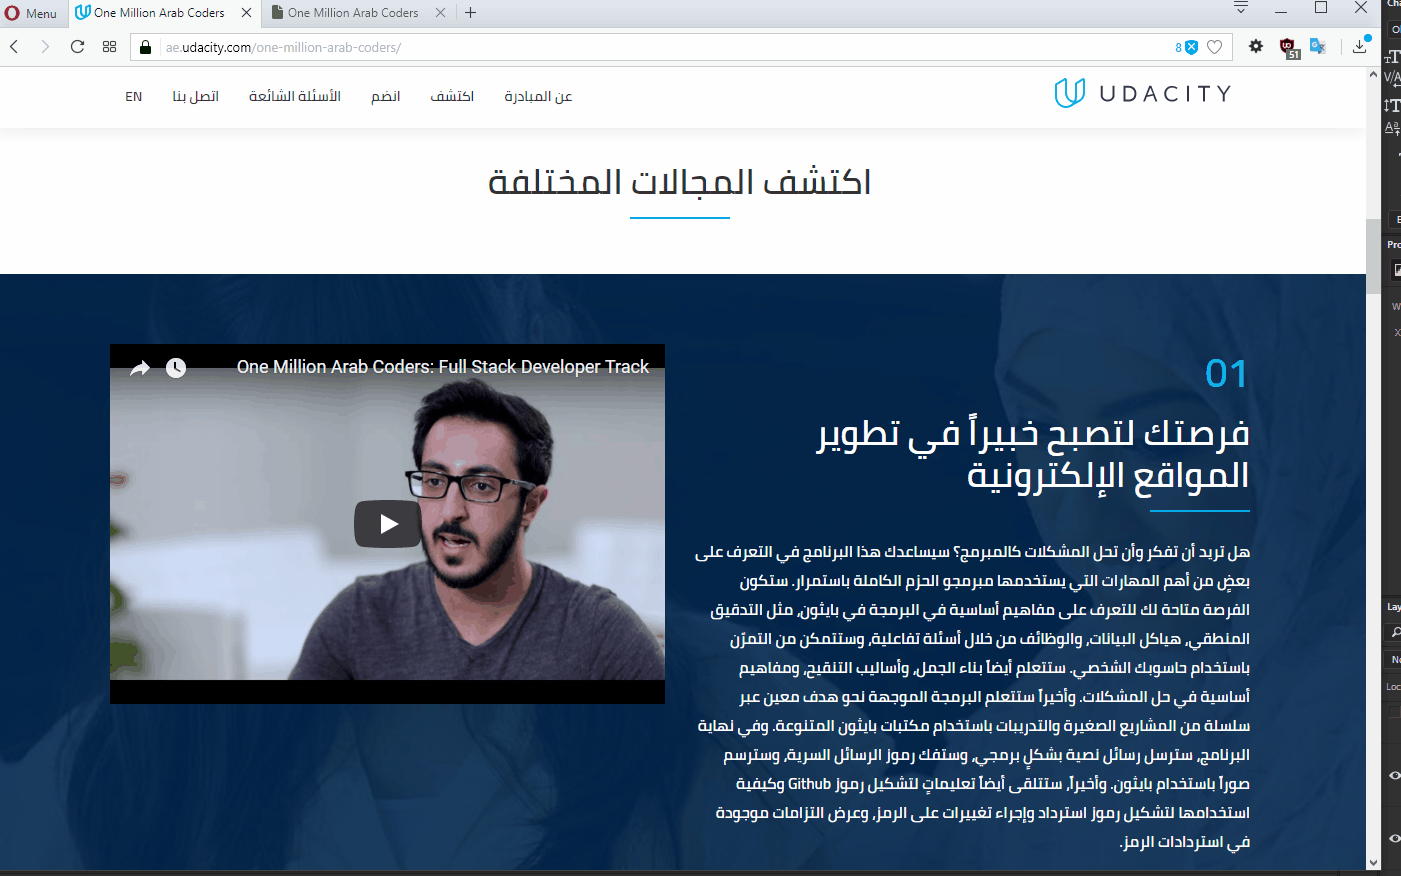 Menu
One Million Arab Coders
One Million Arab Coders
ae.udacity.com/one-million-arab-coders/
8
51
عن المبادرة
اكتشف
انضم
الأسئلة الشائعة
اتصل بنا
EN
UDACITY
اكتشف المجالات المختلفة
One Million Arab Coders: Full Stack Developer Track
01
فرصتك لتصبح خبيراً في تطوير
المواقع الإلكترونية
هل تريد أن تفكر وأن تحل المشكلات كالمبرمج؟ سيساعدك هذا البرنامج في التعرف على
بعضٍ من أهم المهارات التي يستخدمها مبرمجو الحزم الكاملة باستمرار. ستكون
الفرصة متاحة لك للتعرف على مفاهيم أساسية في البرمجة في بايثون، مثل التدقيق
المنطقي، هياكل البيانات، والوظائف من خلال أسئلة تفاعلية، وستتمكن من التمرّن
باستخدام حاسوبك الشخصي. ستتعلم أيضاً بناء الجمل، وأساليب التنقيح، ومفاهيم
أساسية في حل المشكلات. وأخيراً ستتعلم البرمجة الموجهة نحو هدف معين عبر
سلسلة من المشاريع الصغيرة والتدريبات باستخدام مكتبات بايثون المتنوعة. وفي نهاية
البرنامج، سترسل رسائل نصية بشكلٍ برمجي، وستفك رموز الرسائل السرية، وسترسم
صوراً باستخدام بايثون. وأخيراً، ستتلقى أيضاً تعليماتٍ لتشكيل رموز Github وكيفية
استخدامها لتشكيل رموز استرداد وإجراء تغييرات على الرمز، وعرض التزامات موجودة
في استردادات الرمز.